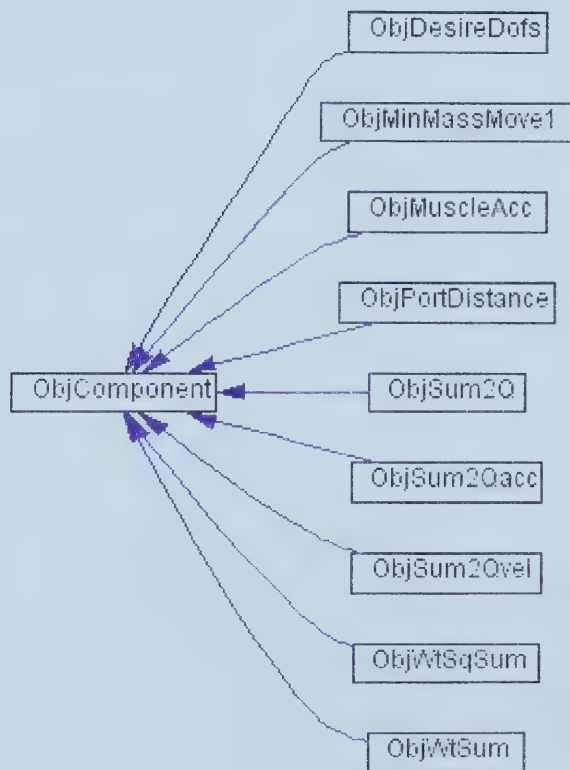 ObjDesireDofs
ObjMinMassMove1
ObjMuscleAcc
ObjPortDistance
ObjComponent
ObjSum2Q
ObjSum2Qacc
ObjSum2Qvel
ObjWtSqSum
ObjWtSum